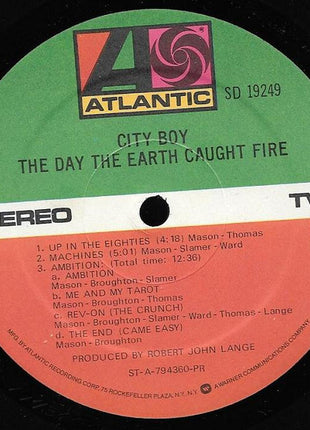 ATLANTIC
SD 19249
CITY BOY
THE DAY THE EARTH CAUGHT FIRE
EREO
TW
1. UP IN THE EIGHTIES (4:18) Mason-Thomas
2. MACHINES (5:01) Mason-Slamer-Ward
3. AMBITION: (Total time: 12:36)
a. AMBITION
Mason-Broughton-Slamer
b. ME AND MY TAROT
Mason-Broughton-Thomas
c. REV-ON (THE CRUNCH)
Mason-Broughton-Slamer-Ward-Thomas-Lange
d. THE END (CAME EASY)
Mason-Broughton
PRODUCED BY ROBERT JOHN LANGE
ST-A-794360-PR
MFG. BY ATLANTIC RECORDING CORP., 75 ROCKEFELLER PLAZA, N.Y. N.Y. A WARNER COMMUNICATIONS COMPANY